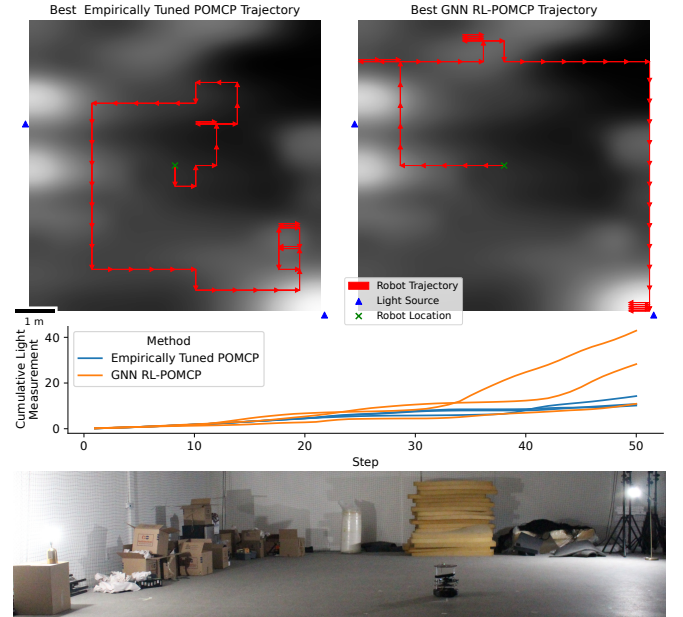 Best  Empirically Tuned POMCP Trajectory
Best GNN RL-POMCP Trajectory
Robot Trajectory
Light Source
Robot Location
1 m
Cumulative Light
Measurement
40
20
0
Method
Empirically Tuned POMCP
GNN RL-POMCP
0
10
20
30
40
50
Step